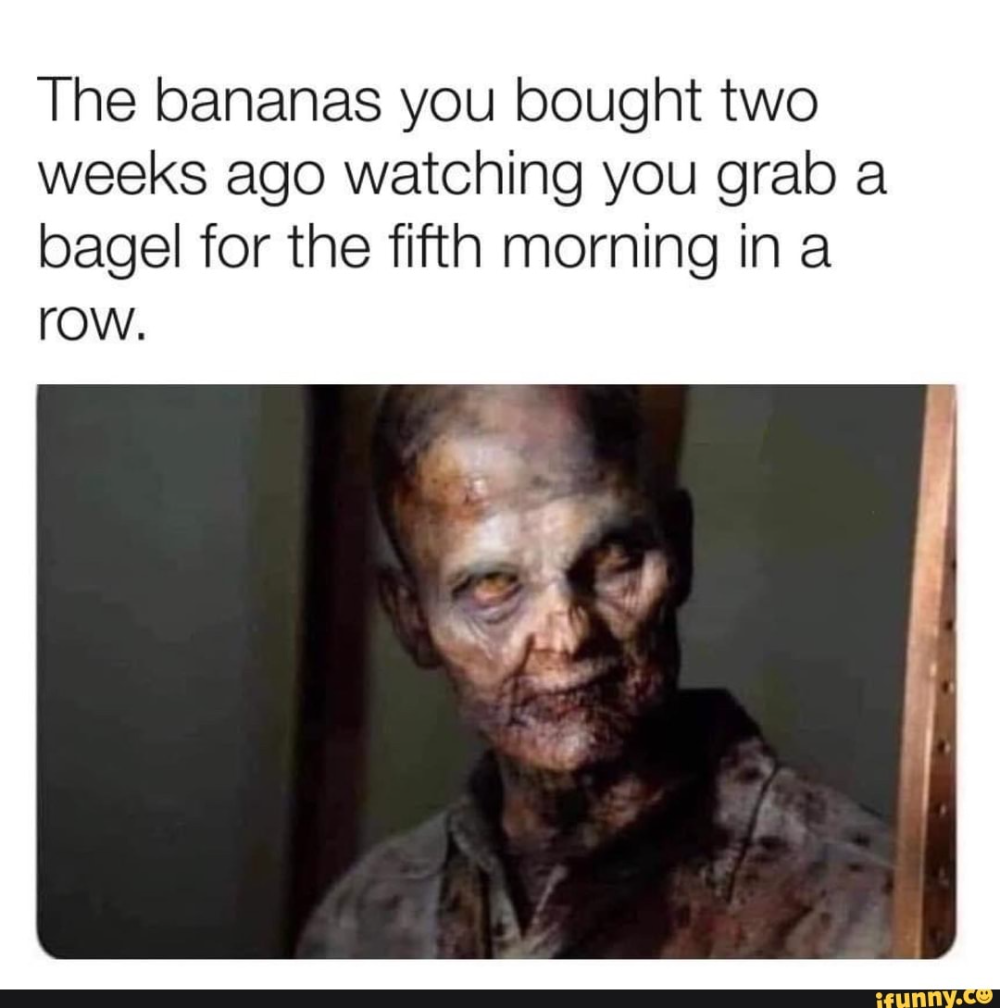 The bananas you bought two
weeks ago watching you grab a
bagel for the fifth morning in a
row.
ifunny.co